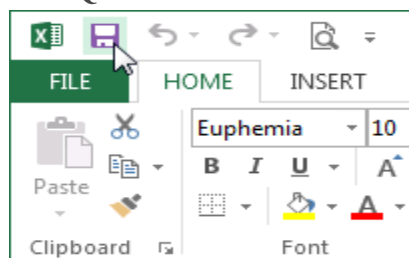 FILE HOME INSERT
Euphemia 10
B I U A
Paste A
Clipboard Font